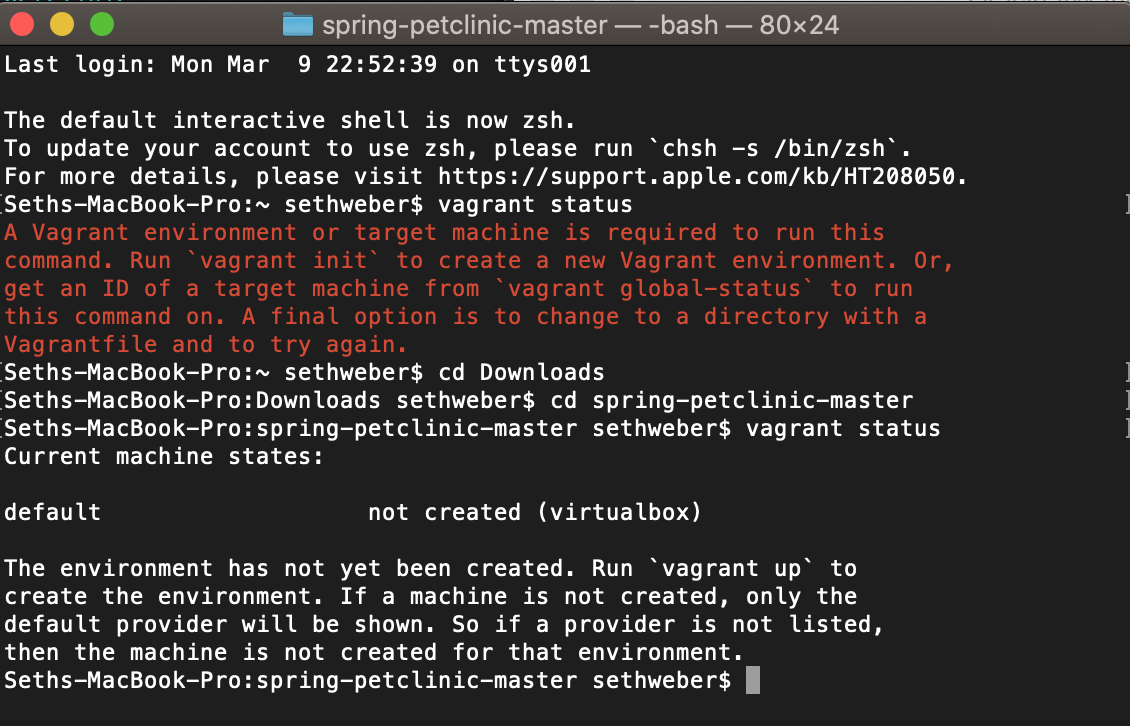 spring-petclinic-master — -bash — 80×24
Last login: Mon Mar  9 22:52:39 on ttys001
The default interactive shell is now zsh.
To update your account to use zsh, please run `chsh -s /bin/zsh`.
For more details, please visit https://support.apple.com/kb/HT208050.
[Seths-MacBook-Pro:~ sethweber$ vagrant status ]
A Vagrant environment or target machine is required to run this
command. Run `vagrant init` to create a new Vagrant environment. Or,
get an ID of a target machine from `vagrant global-status` to run
this command on. A final option is to change to a directory with a
Vagrantfile and to try again.
[Seths-MacBook-Pro:~ sethweber$ cd Downloads ]
[Seths-MacBook-Pro:Downloads sethweber$ cd spring-petclinic-master ]
[Seths-MacBook-Pro:spring-petclinic-master sethweber$ vagrant status ]
Current machine states:
default                   not created (virtualbox)
The environment has not yet been created. Run `vagrant up` to
create the environment. If a machine is not created, only the
default provider will be shown. So if a provider is not listed,
then the machine is not created for that environment.
Seths-MacBook-Pro:spring-petclinic-master sethweber$